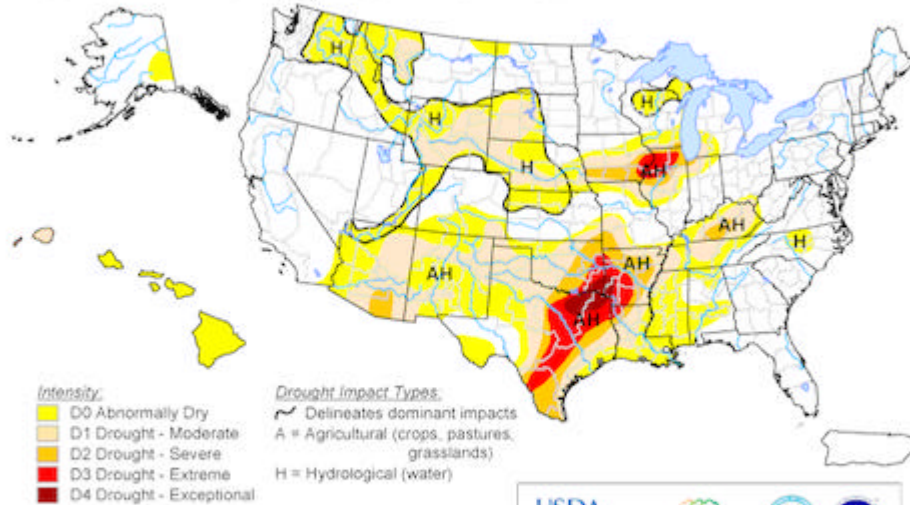 H
H
H
H
AH
AH
H
AH
AH
AH
Intensity:
D0 Abnormally Dry
D1 Drought - Moderate
D2 Drought - Severe
D3 Drought - Extreme
D4 Drought - Exceptional
Drought Impact Types:
Delineates dominant impacts
A = Agricultural (crops, pastures,
grasslands)
H = Hydrological (water)
USDA